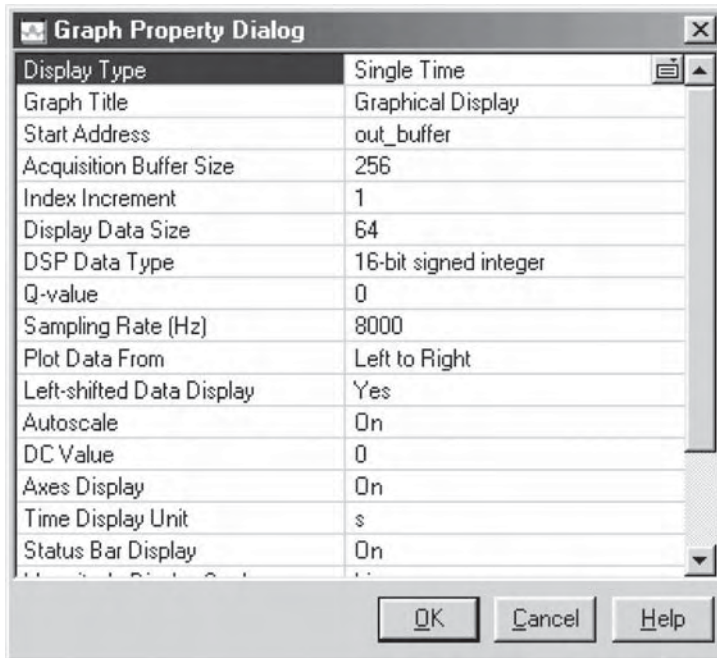 Graph Property Dialog
Display Type Single Time
Graph Title Graphical Display
Start Address out_buffer
Acquisition Buffer Size 256
Index Increment 1
Display Data Size 64
DSP Data Type 16-bit signed integer
Q-value 0
Sampling Rate (Hz) 8000
Plot Data From Left to Right
Left-shifted Data Display Yes
Autoscale On
DC Value 0
Axes Display On
Time Display Unit s
Status Bar Display On
OK Cancel Help